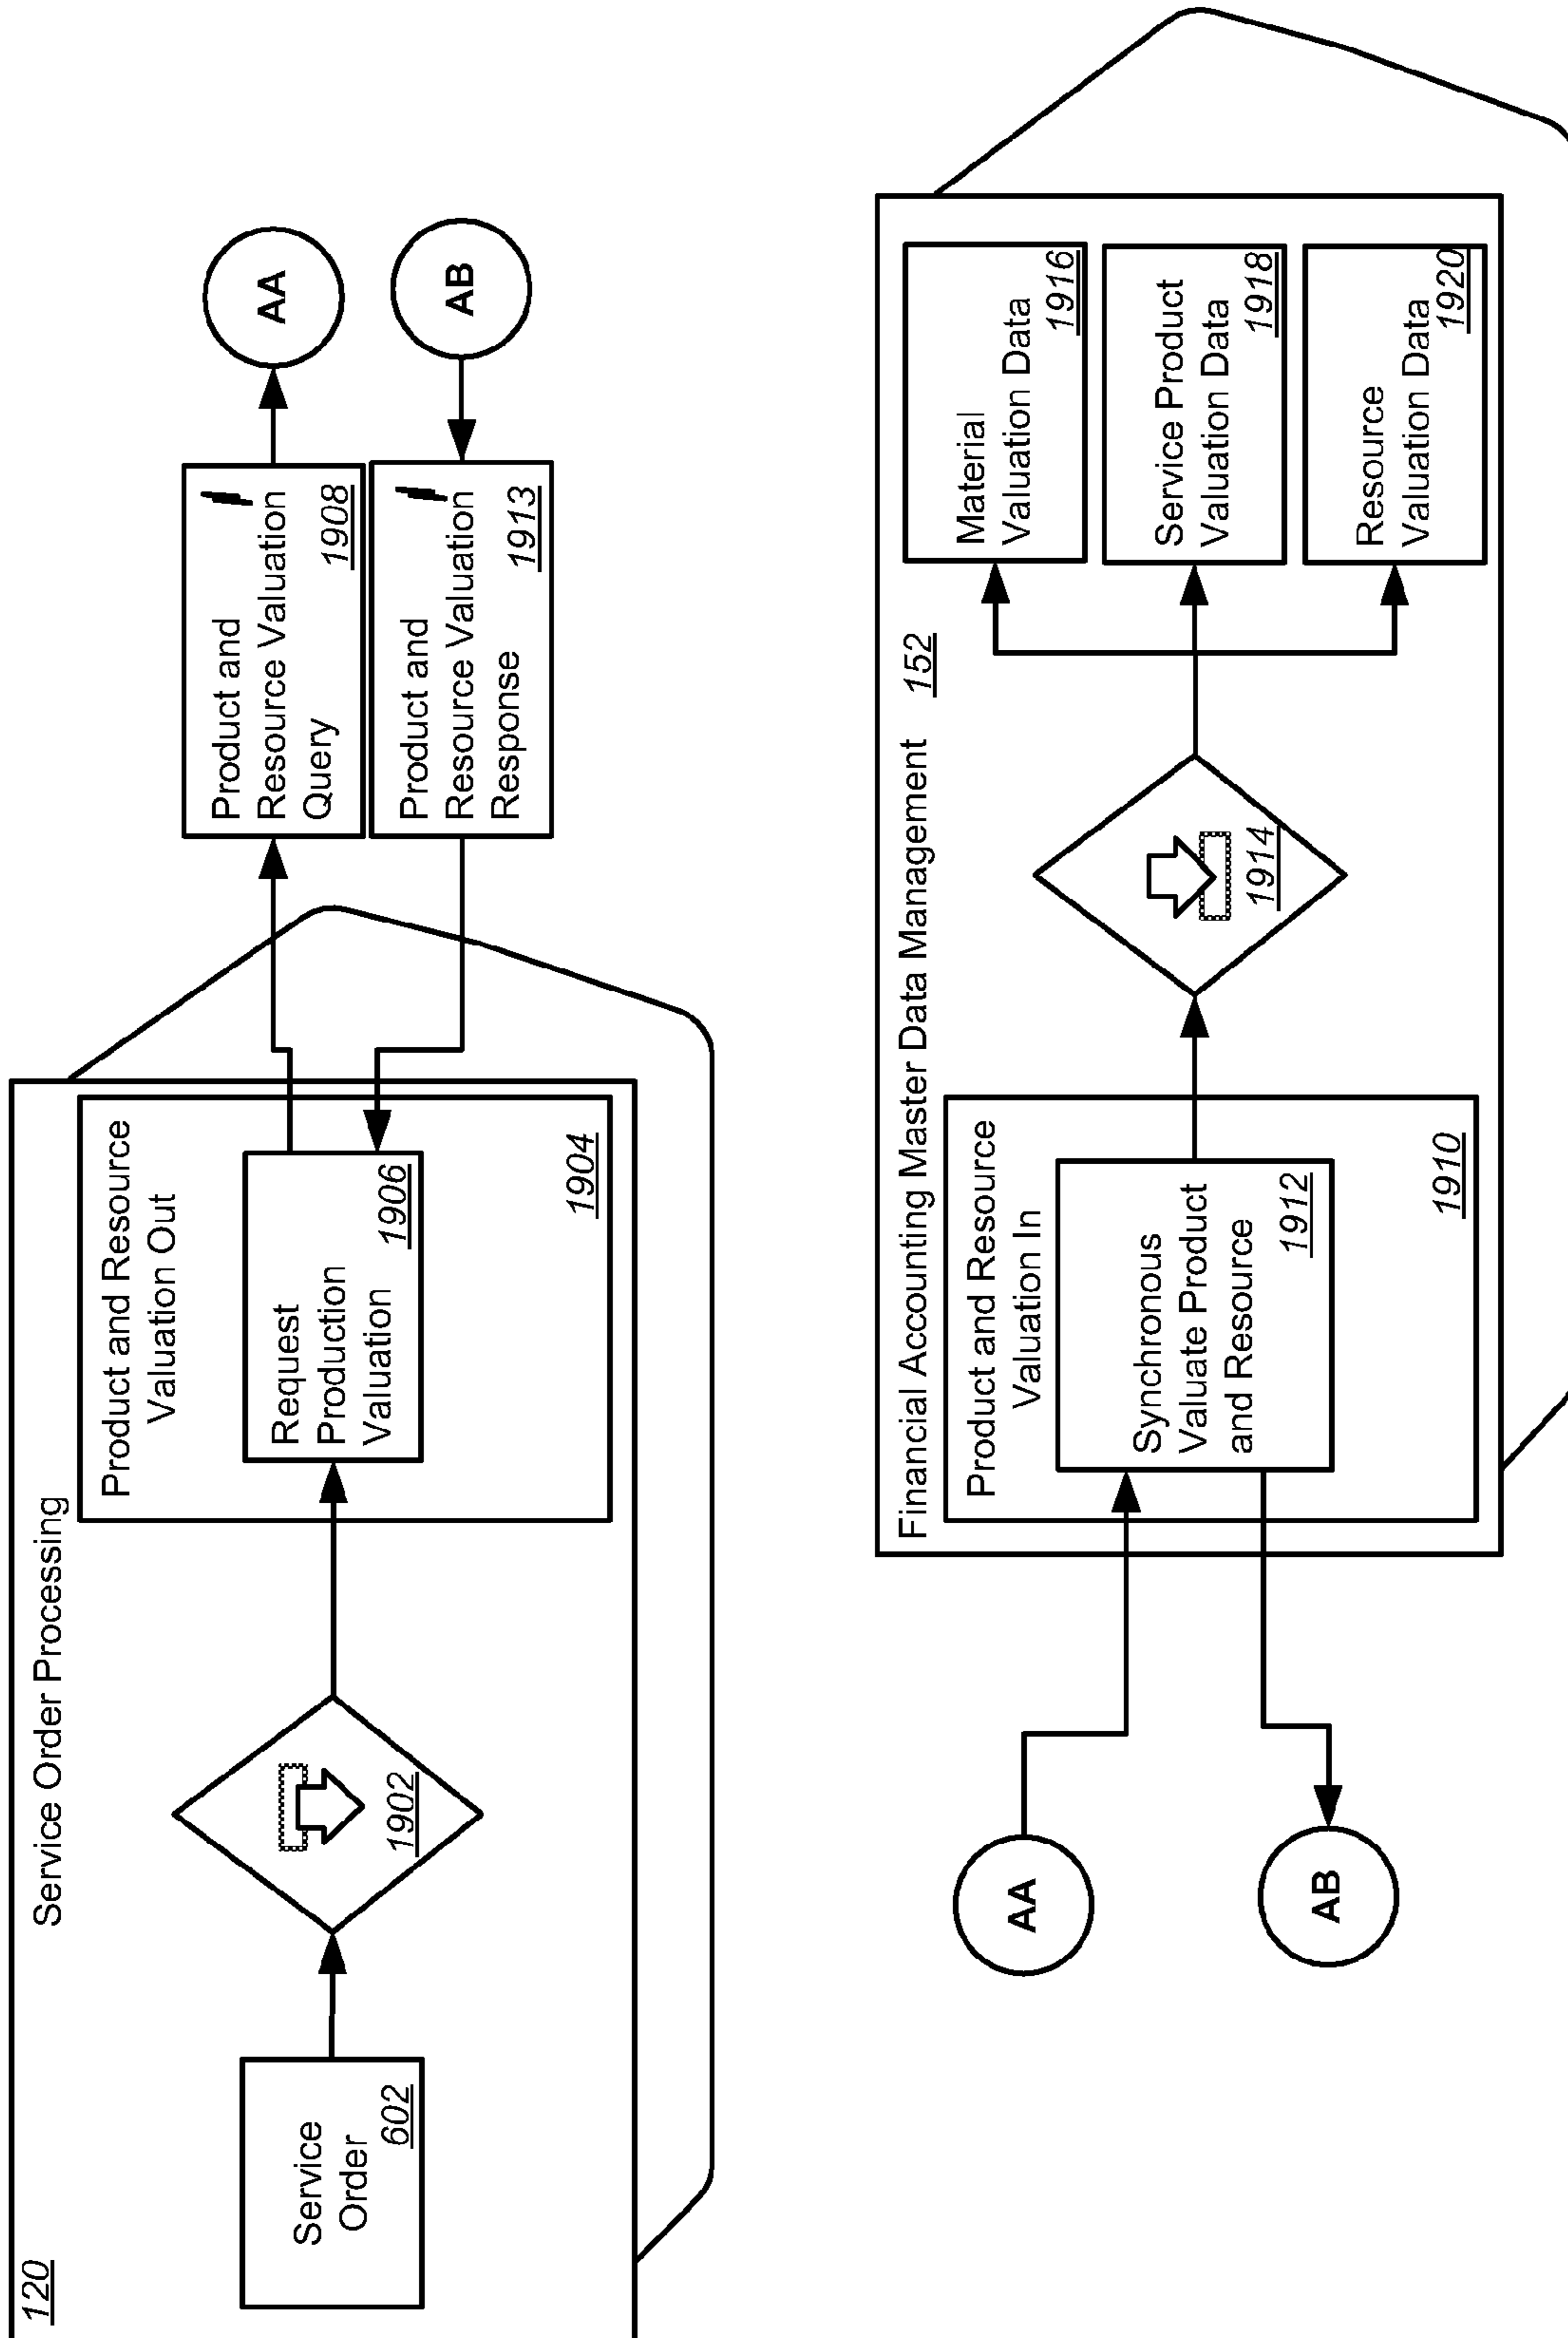 120
Service Order Processing
Service
Order
602
1902
Product and Resource
Valuation Out
Request
Production
Valuation
1906
1904
Product and
Resource Valuation
Query
1908
Product and
Resource Valuation
Response
1913
AA
AB
Financial Accounting Master Data Management
152
AA
AB
Product and Resource
Valuation In
Synchronous
Valuate Product
and Resource
1912
1910
1914
Material
Valuation Data
1916
Service Product
Valuation Data
1918
Resource
Valuation Data
1920